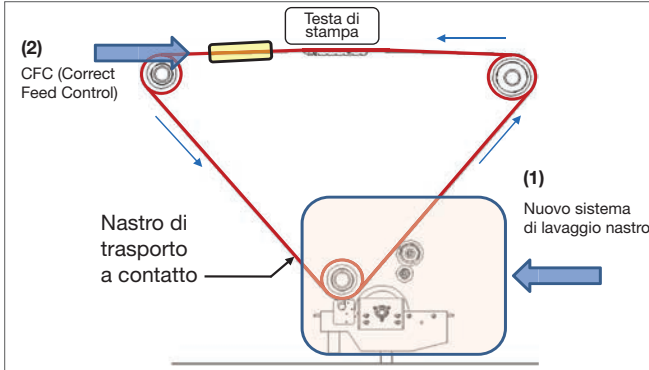 Testa di
stampa
(2)
CFC (Correct
Feed Control)
(1)
Nuovo sistema
di lavaggio nastro
Nastro di
trasporto
a contatto